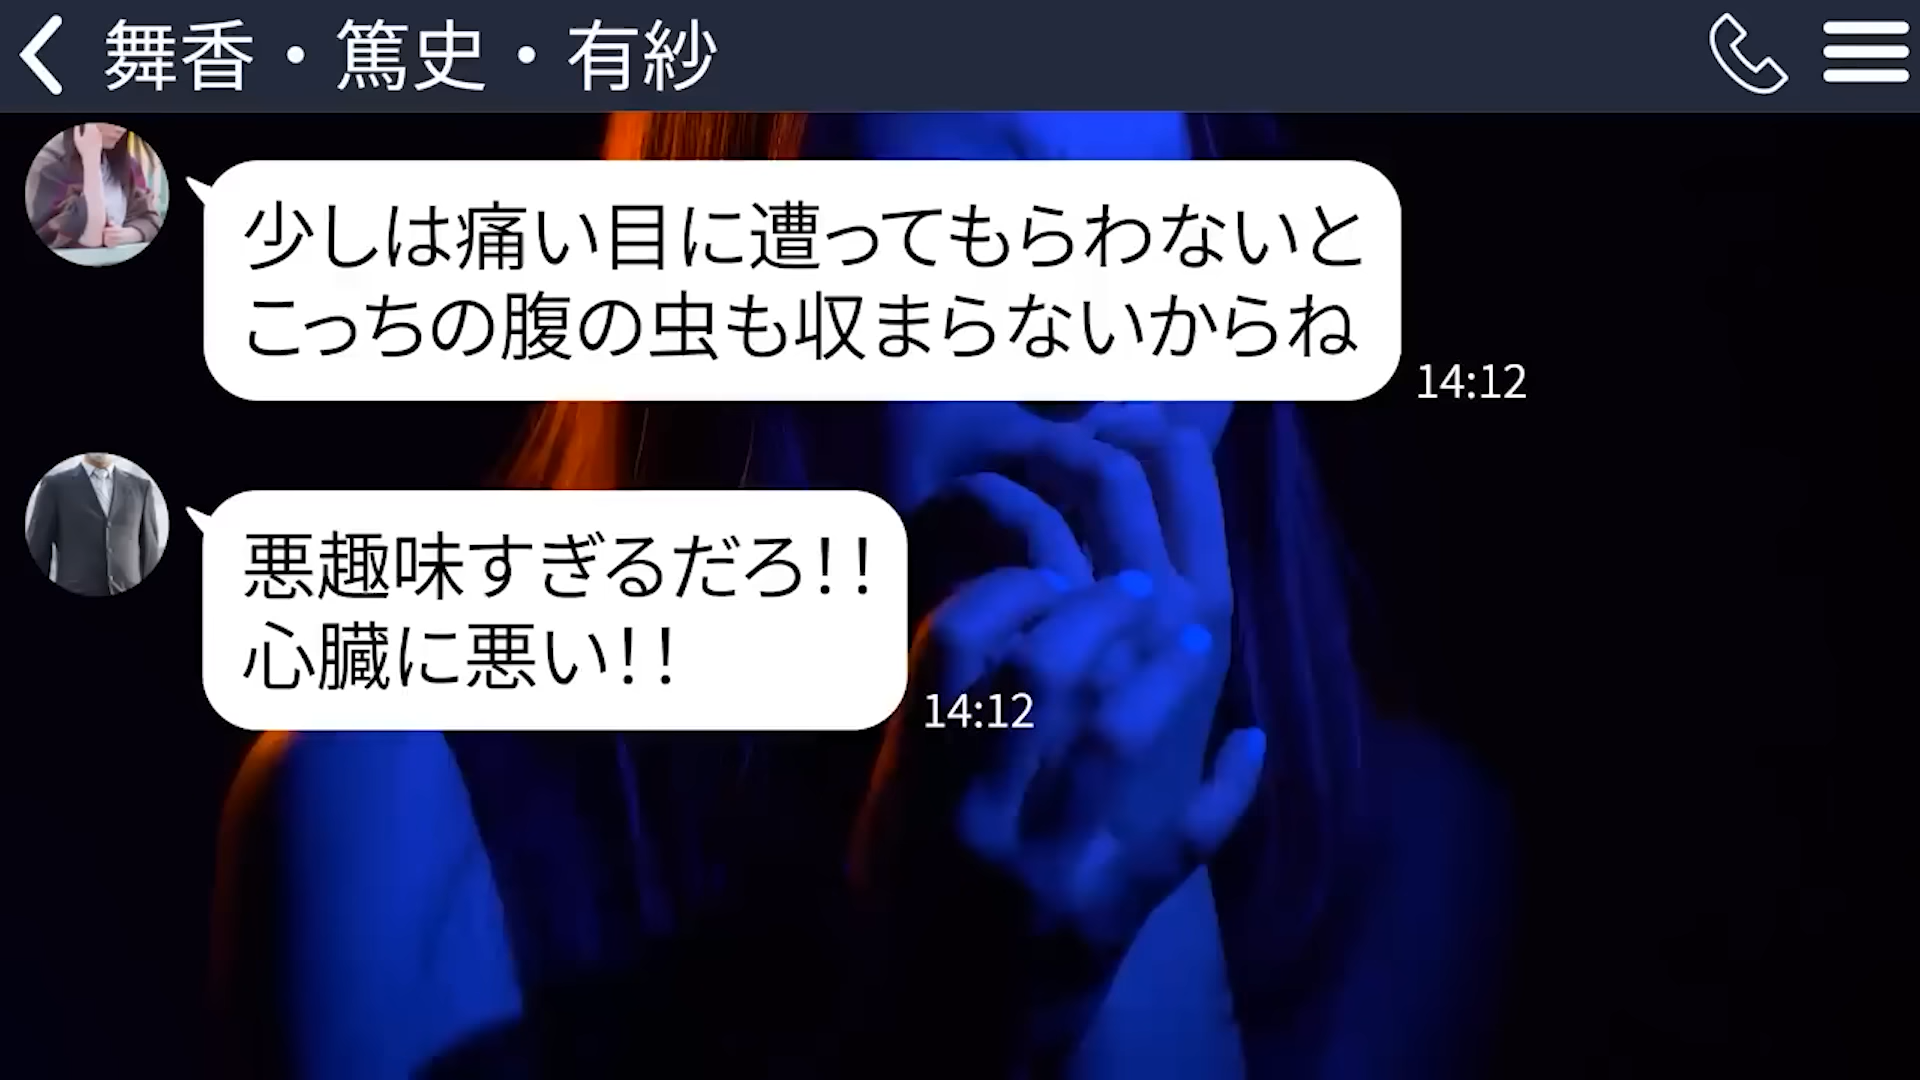 舞香・篤史・有紗
少しは痛い目に遭ってもらわないと
こっちの腹の虫も収まらないからね
14:12
悪趣味すぎるだろ!!
心臓に悪い!!
14:12